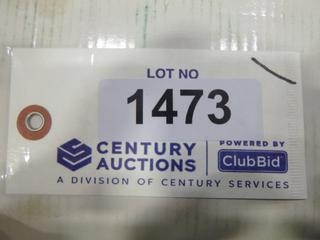 LOT NO
1473
CENTURY AUCTIONS
POWERED BY
ClubBid
A DIVISION OF CENTURY SERVICES